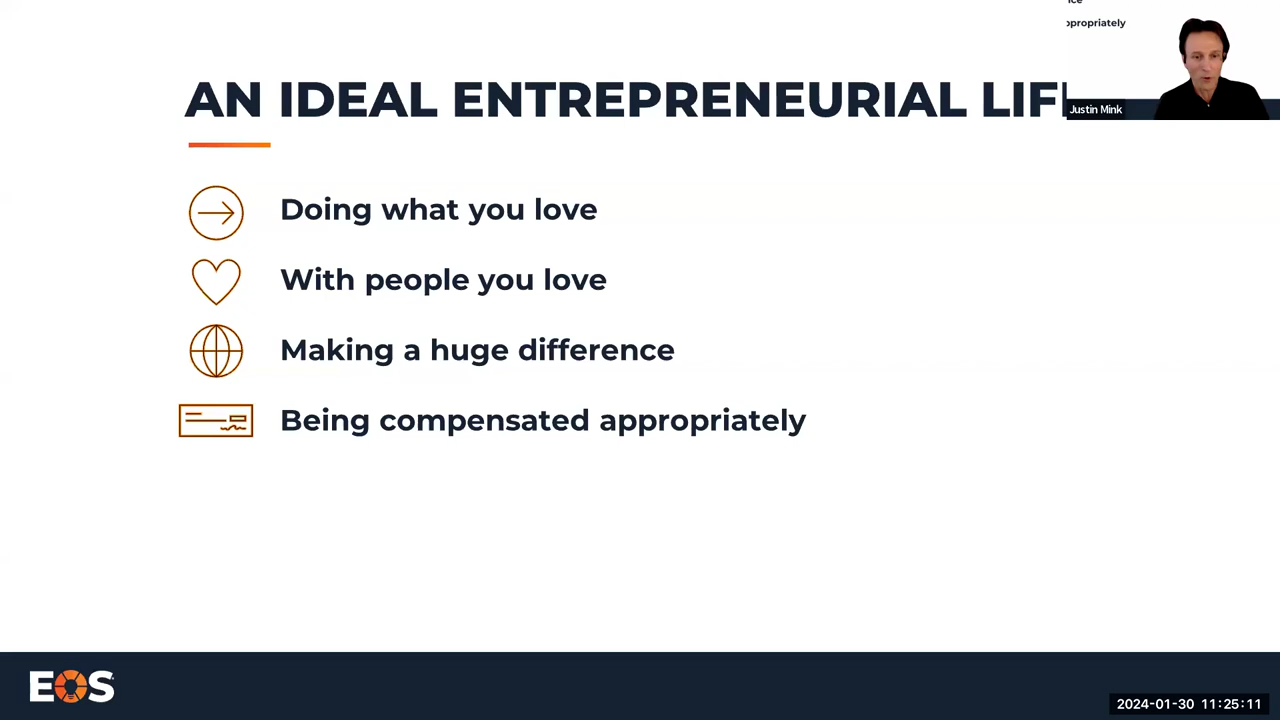 AN IDEAL ENTREPRENEURIAL LIF
ppropriately
Justin Mink
Doing what you love
With people you love
Making a huge difference
Being compensated appropriately
EOS
2024-01-30 11:25:11